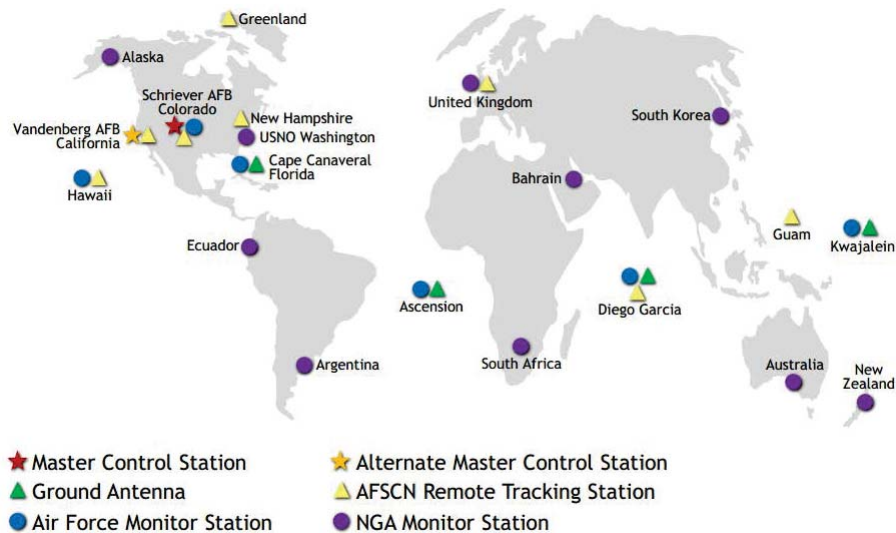 Greenland
Alaska
Schriever AFB
Colorado
New Hampshire
Vandenberg AFB
California
USNO Washington
Cape Canaveral
Florida
Hawaii
United Kingdom
South Korea
Bahrain
Guam
Kwajalein
Ecuador
Ascension
Diego Garcia
Argentina
South Africa
Australia
New
Zealand
Master Control Station
Alternate Master Control Station
Ground Antenna
AFSCN Remote Tracking Station
Air Force Monitor Station
NGA Monitor Station